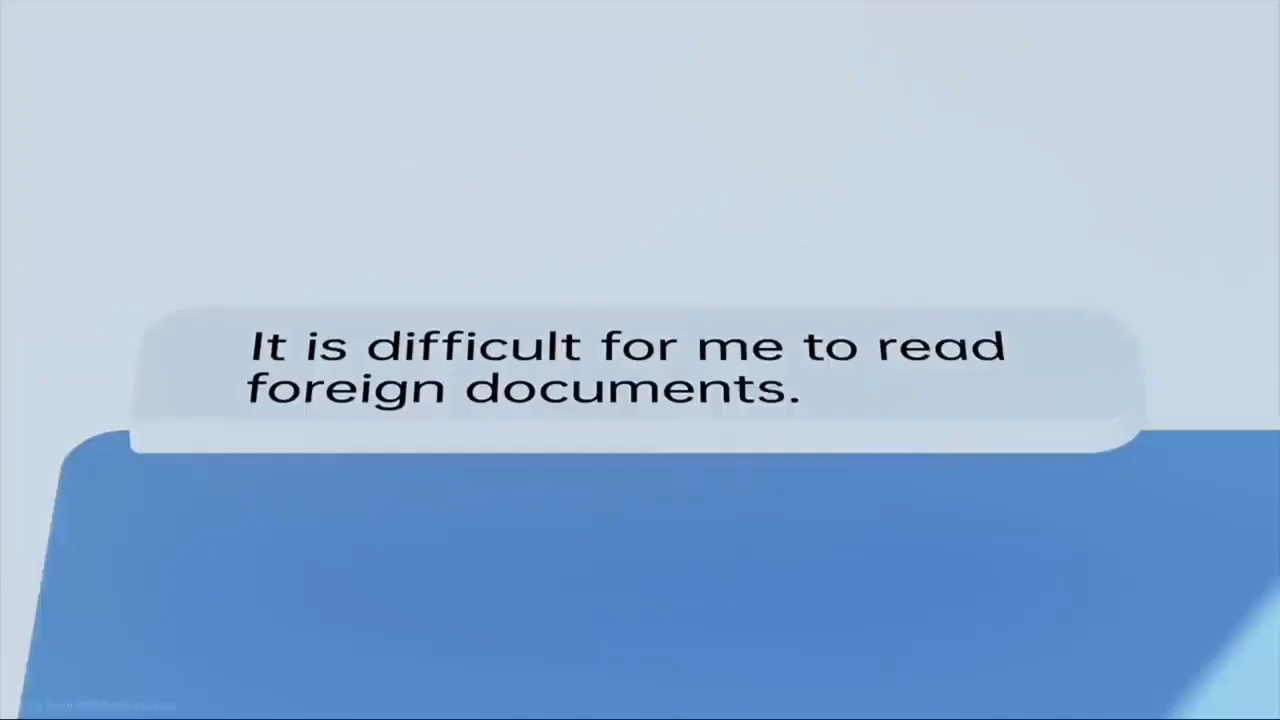 It is difficult for me to read
foreign documents.